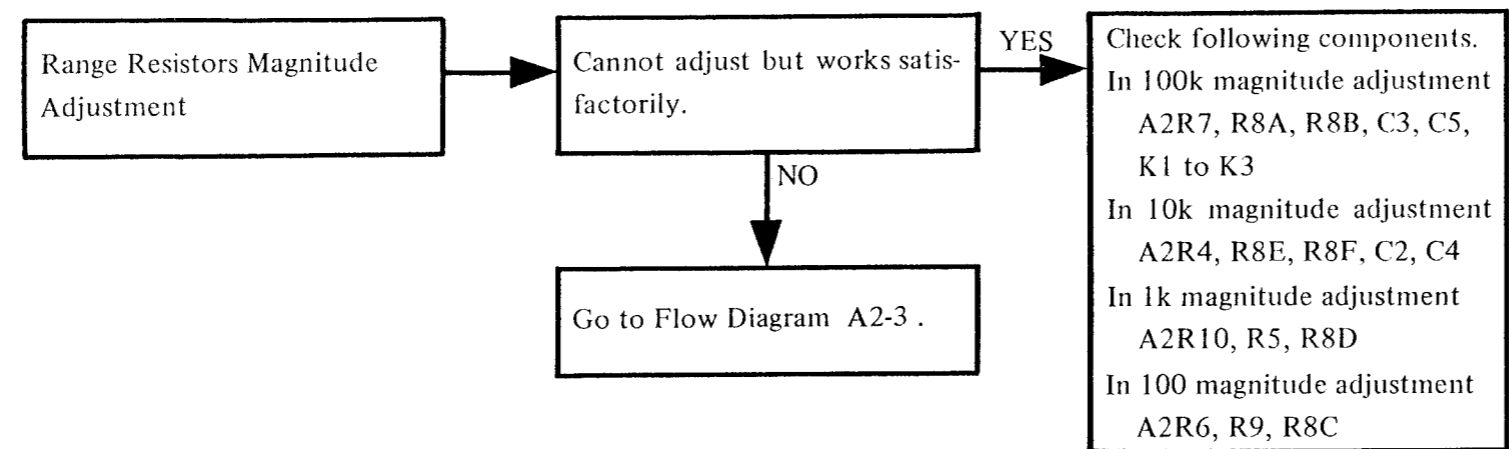 Range Resistors Magnitude
Adjustment
Cannot adjust but works satis-
factorily.
YES
NO
Go to Flow Diagram A2-3 .
Check following components.
In 100k magnitude adjustment
A2R7, R8A, R8B, C3, C5,
K1 to K3
In 10k magnitude adjustment
A2R4, R8E, R8F, C2, C4
In 1k magnitude adjustment
A2R10, R5, R8D
In 100 magnitude adjustment
A2R6, R9, R8C